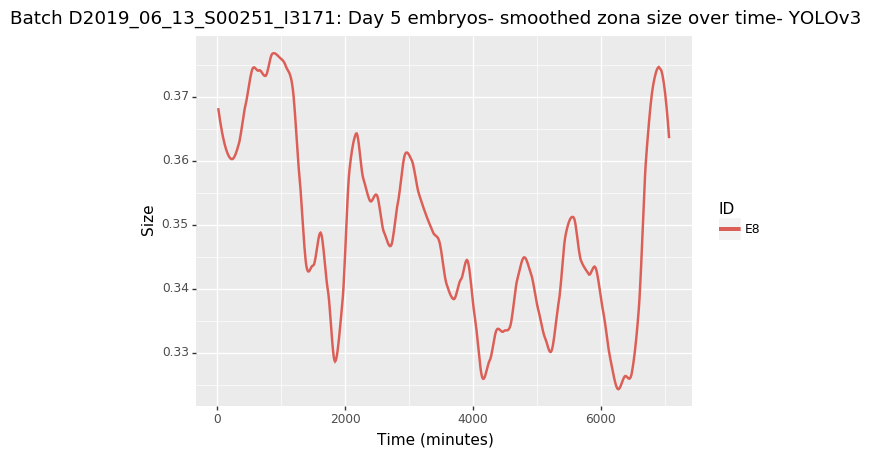 Batch D2019_06_13_S00251_I3171: Day 5 embryos- smoothed zona size over time- YOLOv3
0.37
0.36
0.35
0.34
0.33
Size
0
2000
4000
6000
Time (minutes)
ID
E8